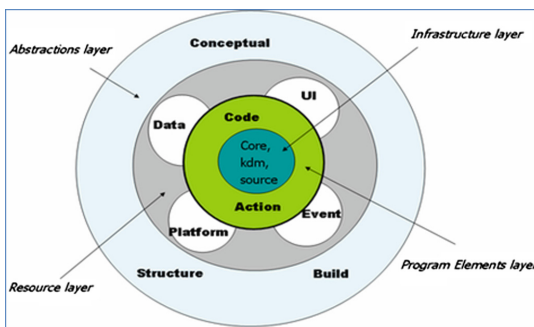 Infrastructure layer
Conceptual
Abstractions layer
UI
Data
Code
Core,
kdm,
source
Action
Event
Platform
Program Elements layer
Structure
Build
Resource layer